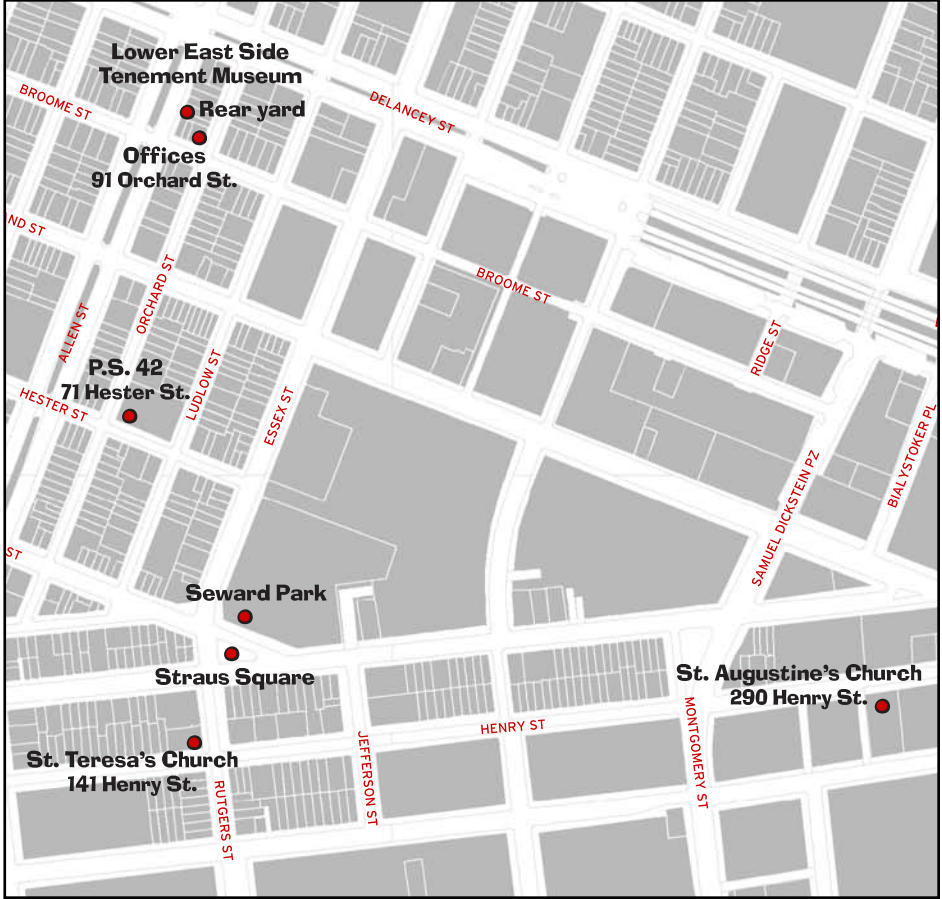 Lower East Side
Tenement Museum
BROOME ST
DELANCEY ST
Rear yard
Offices
91 Orchard St.
ND ST
ORCHARD ST
BROOME ST
ALLEN ST
RIDGE ST
P.S. 42
71 Hester St.
LUDLOW ST
HESTER ST
ESSEX ST
BIALYSTOKER PL
SAMUEL DICKSTEIN PZ
ST
Seward Park
Straus Square
St. Augustine's Church
290 Henry St.
HENRY ST
MONTGOMERY ST
JEFFERSON ST
St. Teresa's Church
141 Henry St.
RUTGERS ST